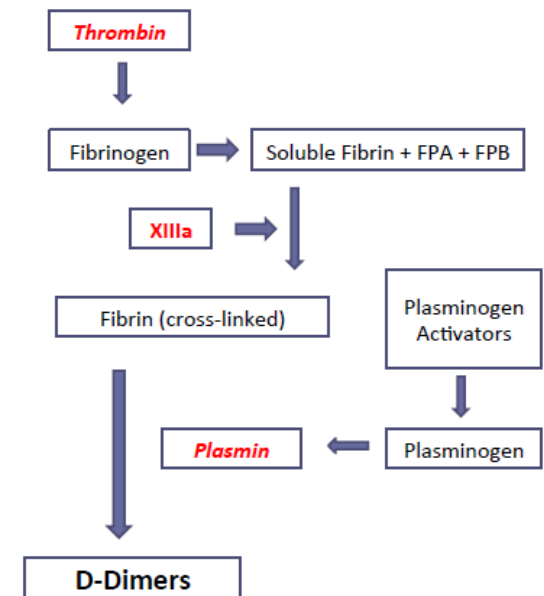 Thrombin
Fibrinogen
Soluble Fibrin + FPA + FPB
XIIIa
Fibrin (cross-linked)
Plasminogen
Activators
Plasmin
Plasminogen
D-Dimers